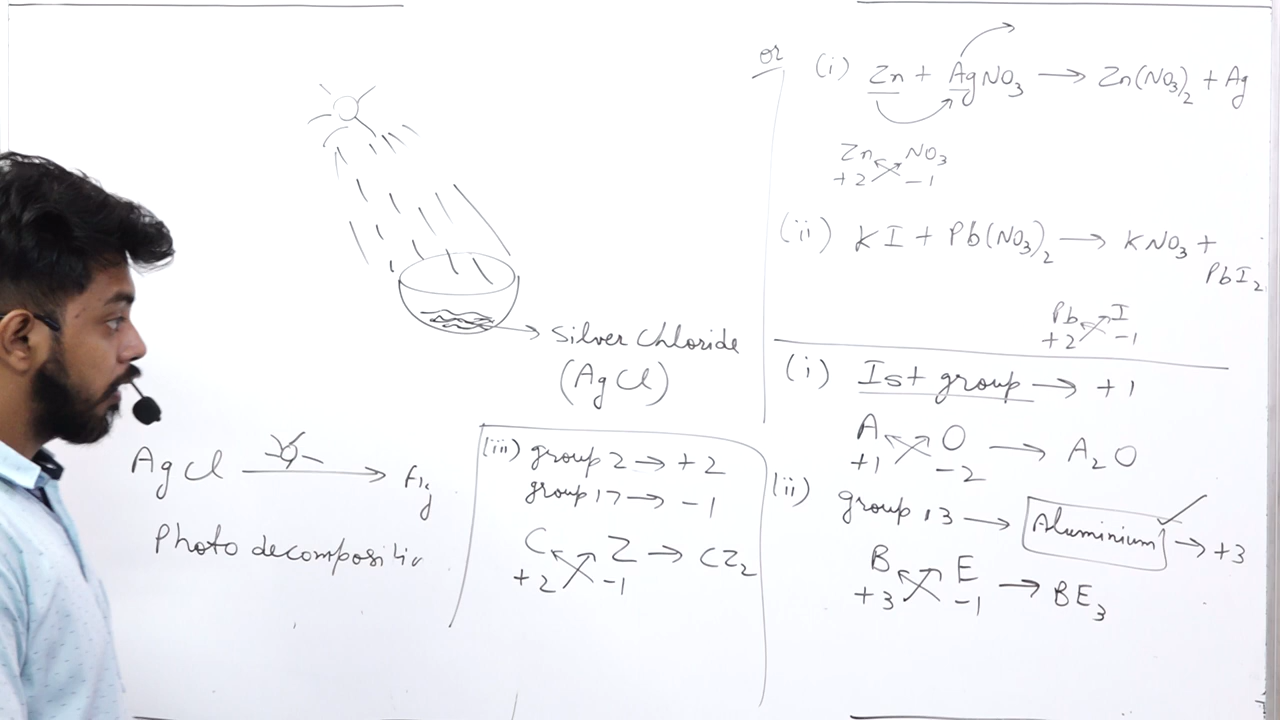 Silver Chloride
(AgCl)
AgCl → fig
Photo decomposition
(iii) group 2 → +2
group 17 → -1
C Z → CZ₂
+2 -1
or (i) Zn + AgNO₃ → Zn(NO₃)₂ + Ag
Zn NO₃
+2 -1
(ii) KI + Pb(NO₃)₂ → KNO₃ +
PbI₂
Pb I
+2 -1
(i) Ist group → +1
A O → A₂O
+1 -2
(ii) group 13 → Aluminium → +3
B E → BE₃
+3 -1